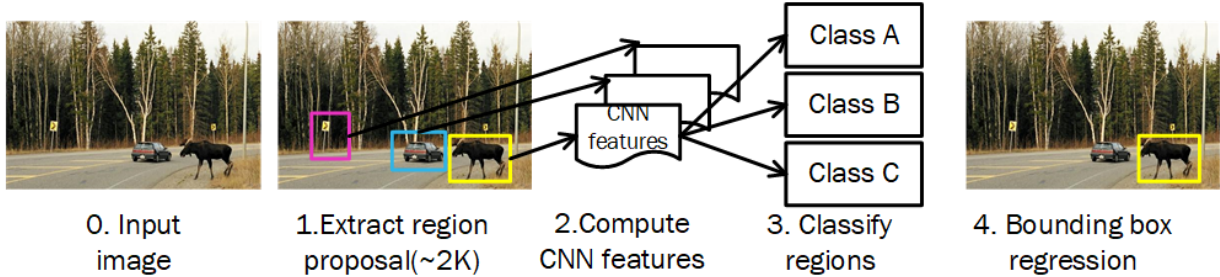 CNN
features
Class A
Class B
Class C
0. Input
image
1.Extract region
proposal(~2K)
2.Compute
CNN features
3. Classify
regions
4. Bounding box
regression